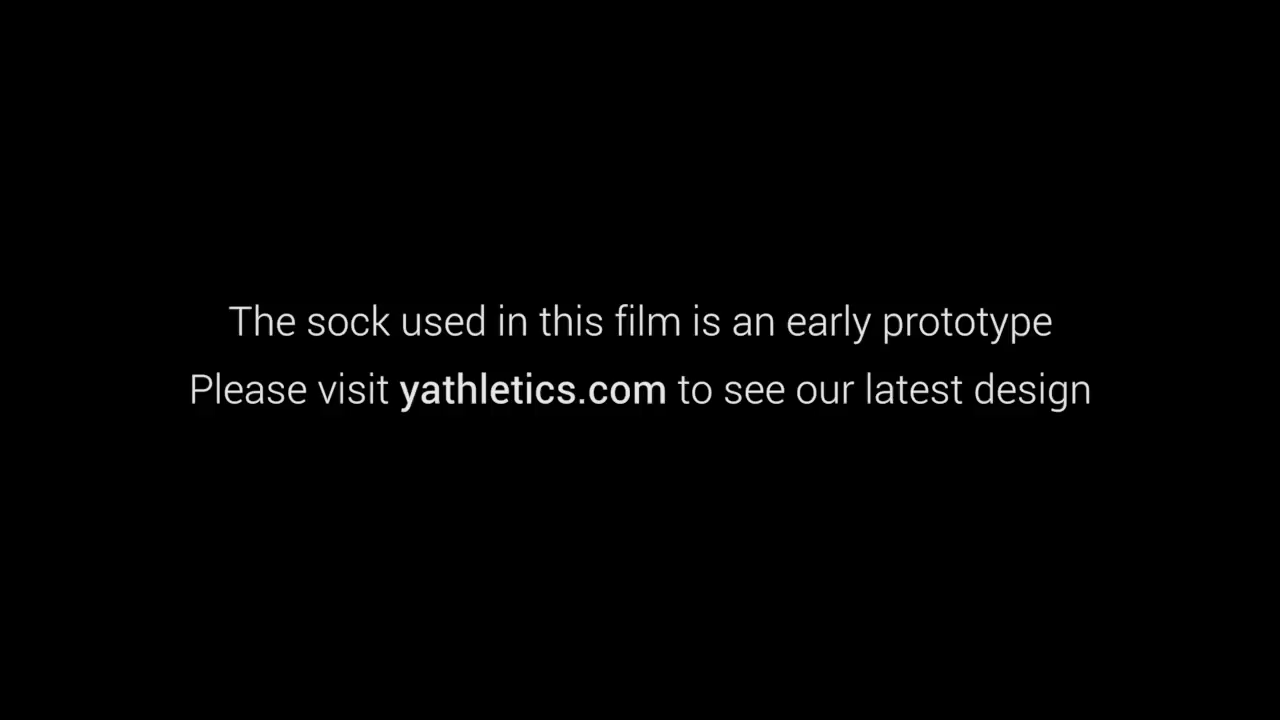 The sock used in this film is an early prototype
Please visit yathletics.com to see our latest design